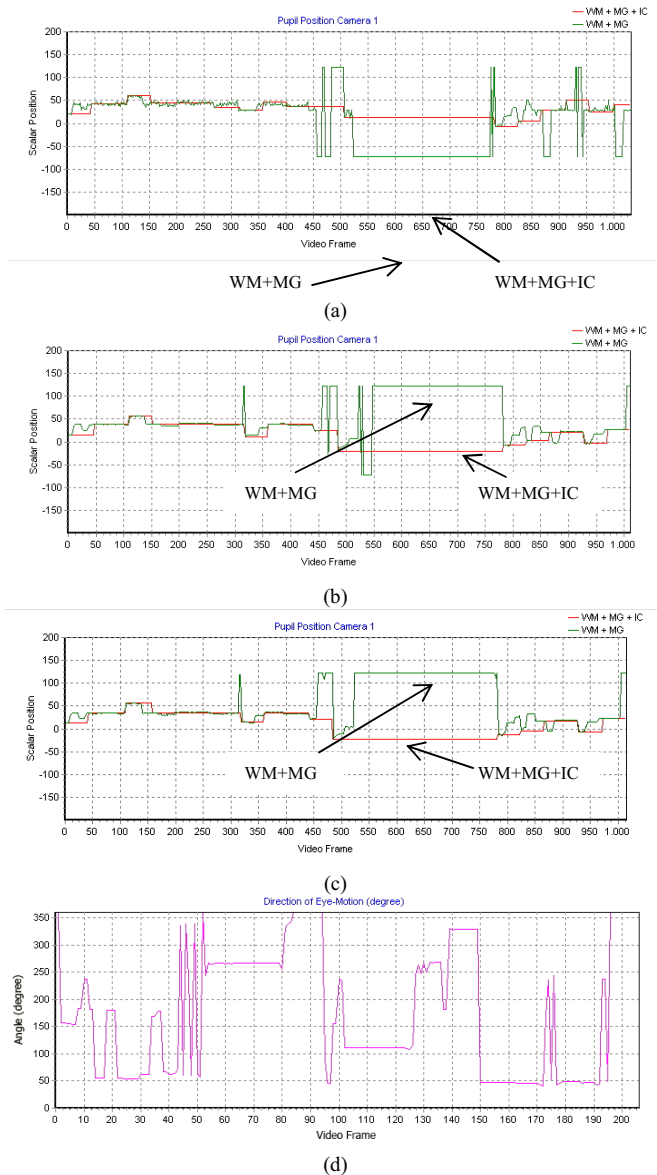 Pupil Position Camera 1
WM + MG + IC
WM + MG
200
150
100
50
0
-50
-100
-150
Scalar Position
0 50 100 150 200 250 300 350 400 450 500 550 600 650 700 750 800 850 900 950 1.000
Video Frame
WM+MG WM+MG+IC
(a)
Pupil Position Camera 1
WM + MG + IC
WM + MG
200
150
100
50
0
-50
-100
-150
Scalar Position
WM+MG WM+MG+IC
0 50 100 150 200 250 300 350 400 450 500 550 600 650 700 750 800 850 900 950 1.000
Video Frame
(b)
Pupil Position Camera 1
WM + MG + IC
WM + MG
200
150
100
50
0
-50
-100
-150
Scalar Position
WM+MG WM+MG+IC
0 50 100 150 200 250 300 350 400 450 500 550 600 650 700 750 800 850 900 950 1.000
Video Frame
(c)
Direction of Eye-Motion (degree)
350
300
250
200
150
100
50
0
Angle (degree)
0 10 20 30 40 50 60 70 80 90 100 110 120 130 140 150 160 170 180 190 200
Video Frame
(d)